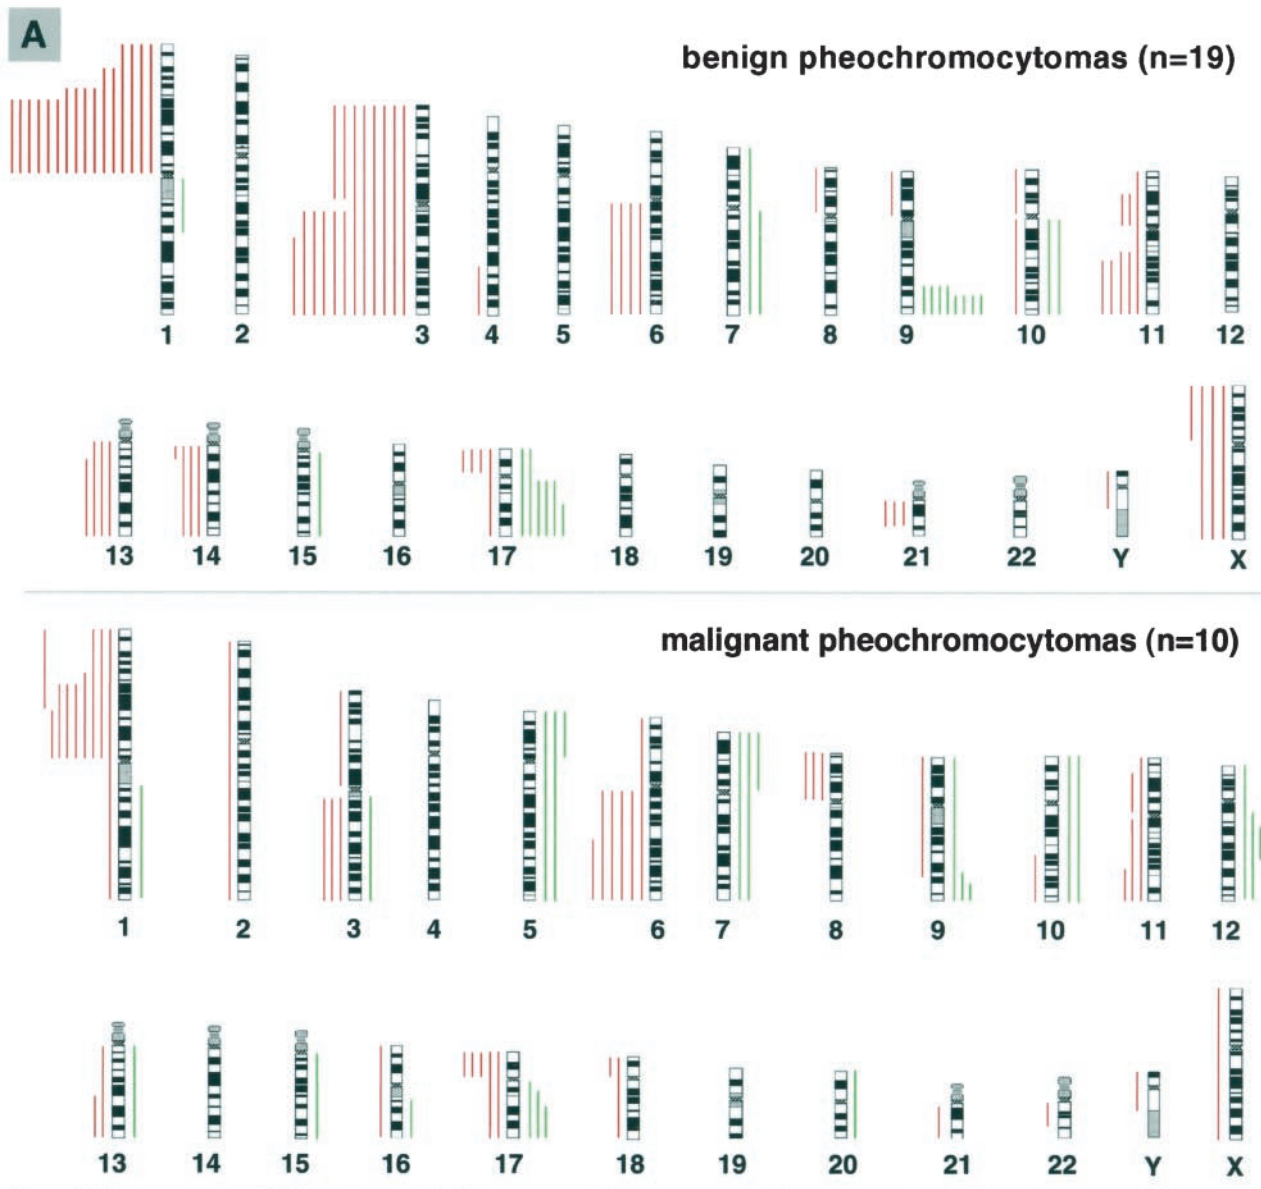 A
benign pheochromocytomas (n=19)
1 2 3 4 5 6 7 8 9 10 11 12
13 14 15 16 17 18 19 20 21 22 Y X
malignant pheochromocytomas (n=10)
1 2 3 4 5 6 7 8 9 10 11 12
13 14 15 16 17 18 19 20 21 22 Y X